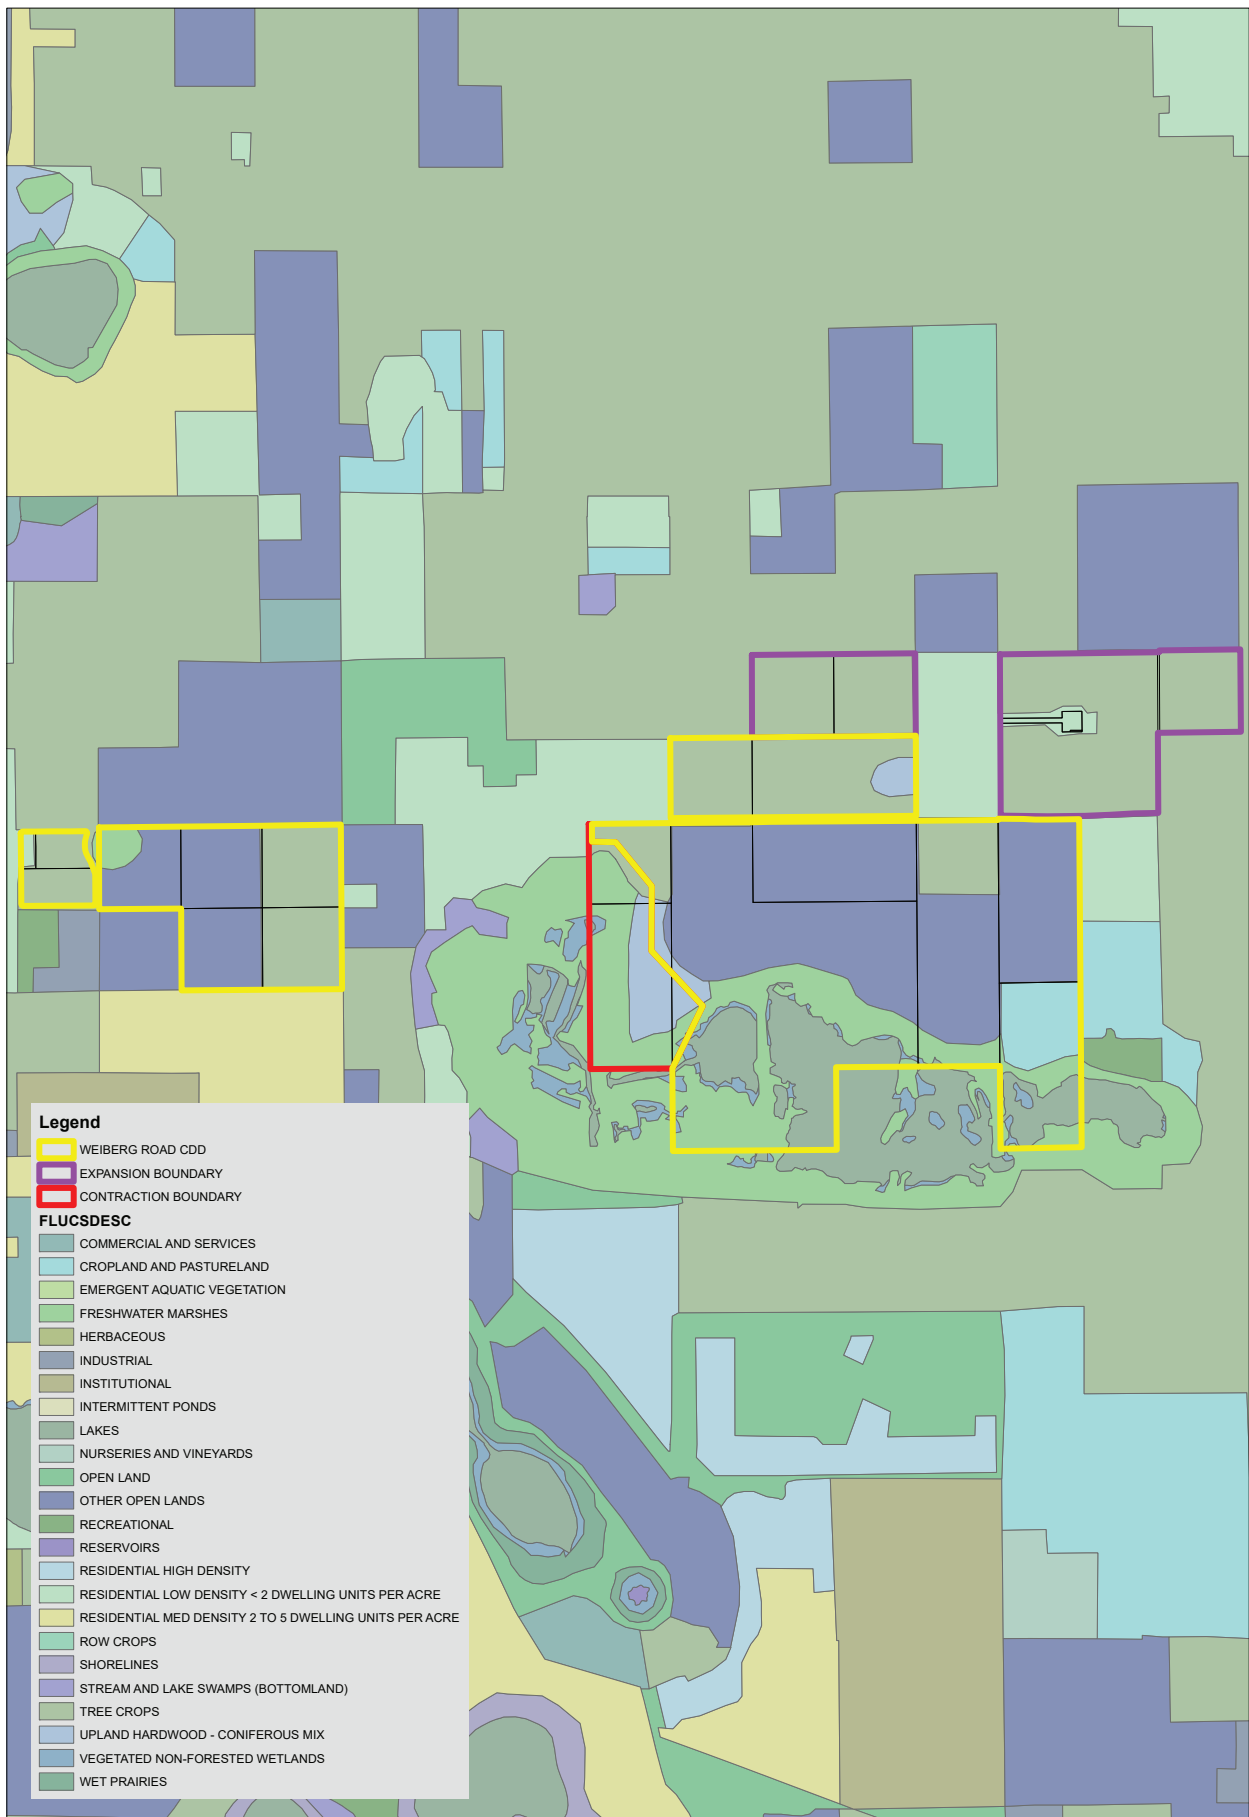 Legend
WEIBERG ROAD CDD
EXPANSION BOUNDARY
CONTRACTION BOUNDARY
FLUCSDESC
COMMERCIAL AND SERVICES
CROPLAND AND PASTURELAND
EMERGENT AQUATIC VEGETATION
FRESHWATER MARSHES
HERBACEOUS
INDUSTRIAL
INSTITUTIONAL
INTERMITTENT PONDS
LAKES
NURSERIES AND VINEYARDS
OPEN LAND
OTHER OPEN LANDS
RECREATIONAL
RESERVOIRS
RESIDENTIAL HIGH DENSITY
RESIDENTIAL LOW DENSITY < 2 DWELLING UNITS PER ACRE
RESIDENTIAL MED DENSITY 2 TO 5 DWELLING UNITS PER ACRE
ROW CROPS
SHORELINES
STREAM AND LAKE SWAMPS (BOTTOMLAND)
TREE CROPS
UPLAND HARDWOOD - CONIFEROUS MIX
VEGETATED NON-FORESTED WETLANDS
WET PRAIRIES